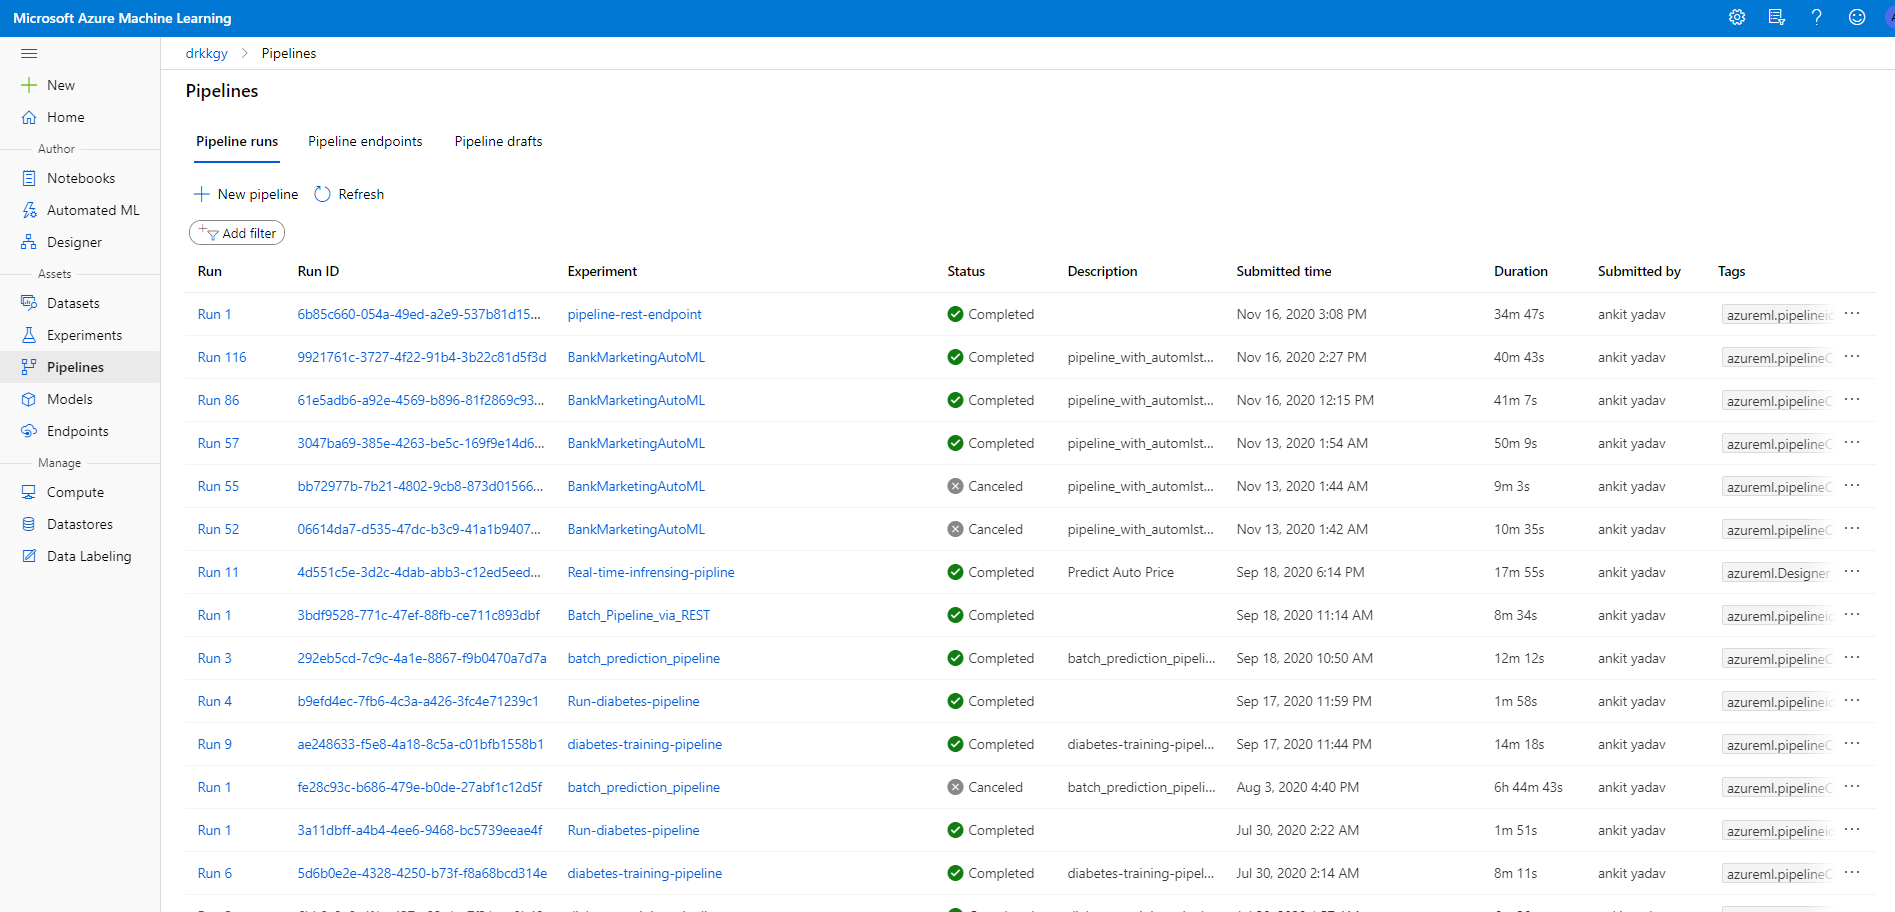 Microsoft Azure Machine Learning
drkkgy > Pipelines
New
Home
Author
Notebooks
Automated ML
Designer
Assets
Datasets
Experiments
Pipelines
Models
Endpoints
Manage
Compute
Datastores
Data Labeling
Pipelines
Pipeline runs Pipeline endpoints Pipeline drafts
New pipeline Refresh
Add filter
Run Run ID Experiment Status Description Submitted time Duration Submitted by Tags
Run 1 6b85c660-054a-49ed-a2e9-537b81d15... pipeline-rest-endpoint Completed Nov 16, 2020 3:08 PM 34m 47s ankit yadav azureml.pipelineio ...
Run 116 9921761c-3727-4f22-91b4-3b22c81d5f3d BankMarketingAutoML Completed pipeline_with_automlst... Nov 16, 2020 2:27 PM 40m 43s ankit yadav azureml.pipelineC ...
Run 86 61e5adb6-a92e-4569-b896-81f2869c93... BankMarketingAutoML Completed pipeline_with_automlst... Nov 16, 2020 12:15 PM 41m 7s ankit yadav azureml.pipelineC ...
Run 57 3047ba69-385e-4263-be5c-169f9e14d6... BankMarketingAutoML Completed pipeline_with_automlst... Nov 13, 2020 1:54 AM 50m 9s ankit yadav azureml.pipelineC ...
Run 55 bb72977b-7b21-4802-9cb8-873d01566... BankMarketingAutoML Canceled pipeline_with_automlst... Nov 13, 2020 1:44 AM 9m 3s ankit yadav azureml.pipelineC ...
Run 52 06614da7-d535-47dc-b3c9-41a1b9407... BankMarketingAutoML Canceled pipeline_with_automlst... Nov 13, 2020 1:42 AM 10m 35s ankit yadav azureml.pipelineC ...
Run 11 4d551c5e-3d2c-4dab-abb3-c12ed5eed... Real-time-infrensing-pipline Completed Predict Auto Price Sep 18, 2020 6:14 PM 17m 55s ankit yadav azureml.Designer ...
Run 1 3bdf9528-771c-47ef-88fb-ce711c893dbf Batch_Pipeline_via_REST Completed Sep 18, 2020 11:14 AM 8m 34s ankit yadav azureml.pipelineio ...
Run 3 292eb5cd-7c9c-4a1e-8867-f9b0470a7d7a batch_prediction_pipeline Completed batch_prediction_pipeli... Sep 18, 2020 10:50 AM 12m 12s ankit yadav azureml.pipelineC ...
Run 4 b9efd4ec-7fb6-4c3a-a426-3fc4e71239c1 Run-diabetes-pipeline Completed Sep 17, 2020 11:59 PM 1m 58s ankit yadav azureml.pipelineio ...
Run 9 ae248633-f5e8-4a18-8c5a-c01bfb1558b1 diabetes-training-pipeline Completed diabetes-training-pipel... Sep 17, 2020 11:44 PM 14m 18s ankit yadav azureml.pipelineC ...
Run 1 fe28c93c-b686-479e-b0de-27abf1c12d5f batch_prediction_pipeline Canceled batch_prediction_pipeli... Aug 3, 2020 4:40 PM 6h 44m 43s ankit yadav azureml.pipelineC ...
Run 1 3a11dbff-a4b4-4ee6-9468-bc5739eeae4f Run-diabetes-pipeline Completed Jul 30, 2020 2:22 AM 1m 51s ankit yadav azureml.pipelineio ...
Run 6 5d6b0e2e-4328-4250-b73f-f8a68bcd314e diabetes-training-pipeline Completed diabetes-training-pipel... Jul 30, 2020 2:14 AM 8m 11s ankit yadav azureml.pipelineC ...